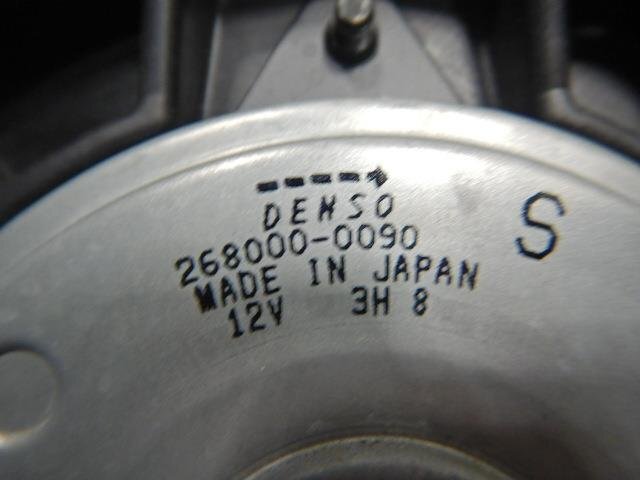 DENSO
S
268000-0090
MADE IN JAPAN
12V 3H 8